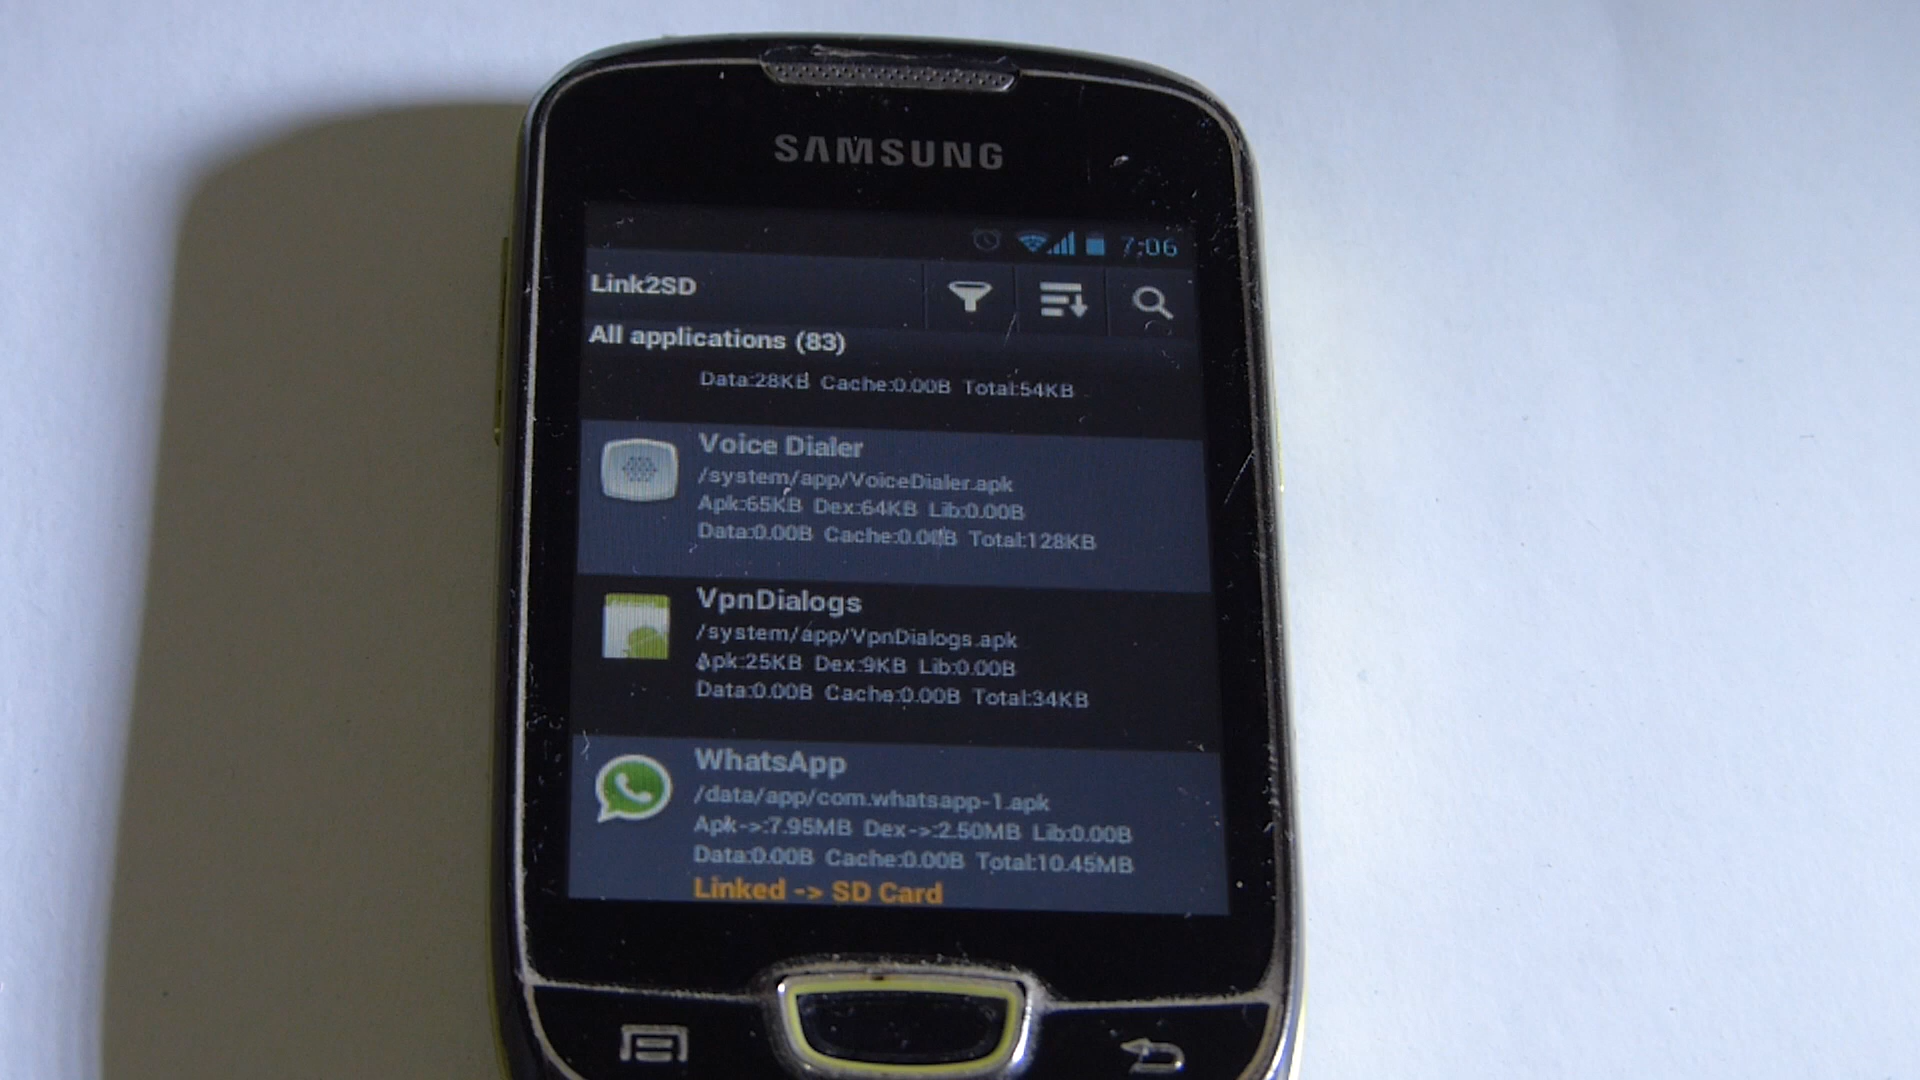 SAMSUNG
7:06
Link2SD
All applications (83)
Data:28KB Cache:0.00B Total:54KB
Voice Dialer
/system/app/VoiceDialer.apk
Apk:65KB Dex:64KB Lib:0.00B
Data:0.00B Cache:0.00B Total:128KB
VpnDialogs
/system/app/VpnDialogs.apk
Apk:25KB Dex:9KB Lib:0.00B
Data:0.00B Cache:0.00B Total:34KB
WhatsApp
/data/app/com.whatsapp-1.apk
Apk->:7.95MB Dex->:2.50MB Lib:0.00B
Data:0.00B Cache:0.00B Total:10.45MB
Linked -> SD Card